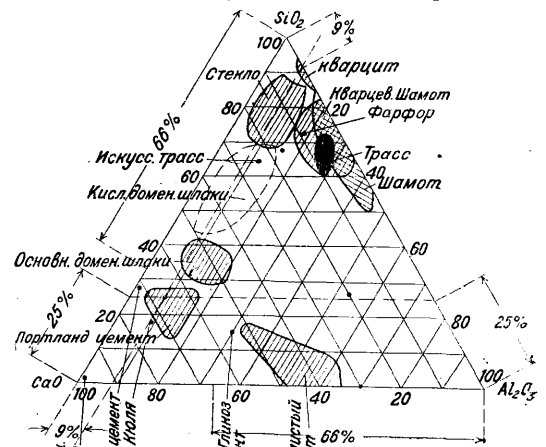 SiO₂
9%
100
кварцит
Стекло
Кварцев. Шамот
80
20
Фарфор
66%
Искусс. трасс
Трасс
60
40
Шамот
Кисл. домен. шлаки
40
60
Основн. домен. шлаки
25%
20
80
25%
Портланд цемент
CaO
100
80
60
40
20
100
Al₂O₃
9%
цемент
Кюля
глиноз
66%